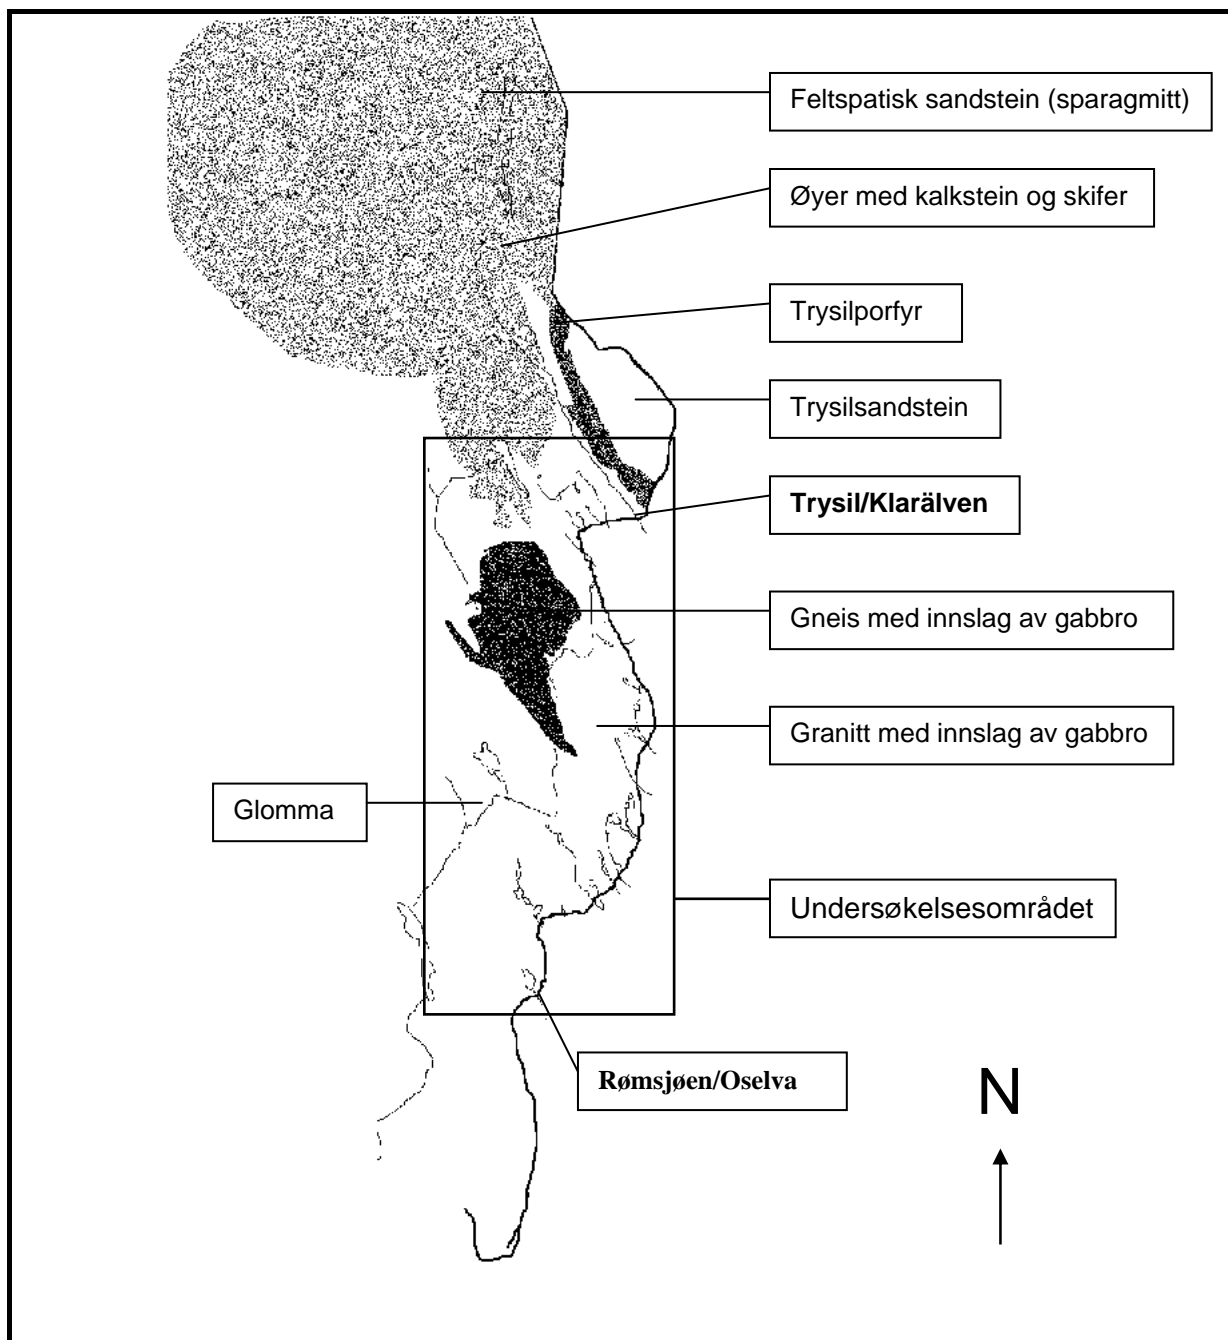 Feltspatisk sandstein (sparagmitt)
Øyer med kalkstein og skifer
Trysilporfyr
Trysilsandstein
Trysil/Klarälven
Gneis med innslag av gabbro
Granitt med innslag av gabbro
Glomma
Undersøkelsesområdet
Rømsjøen/Oselva
N